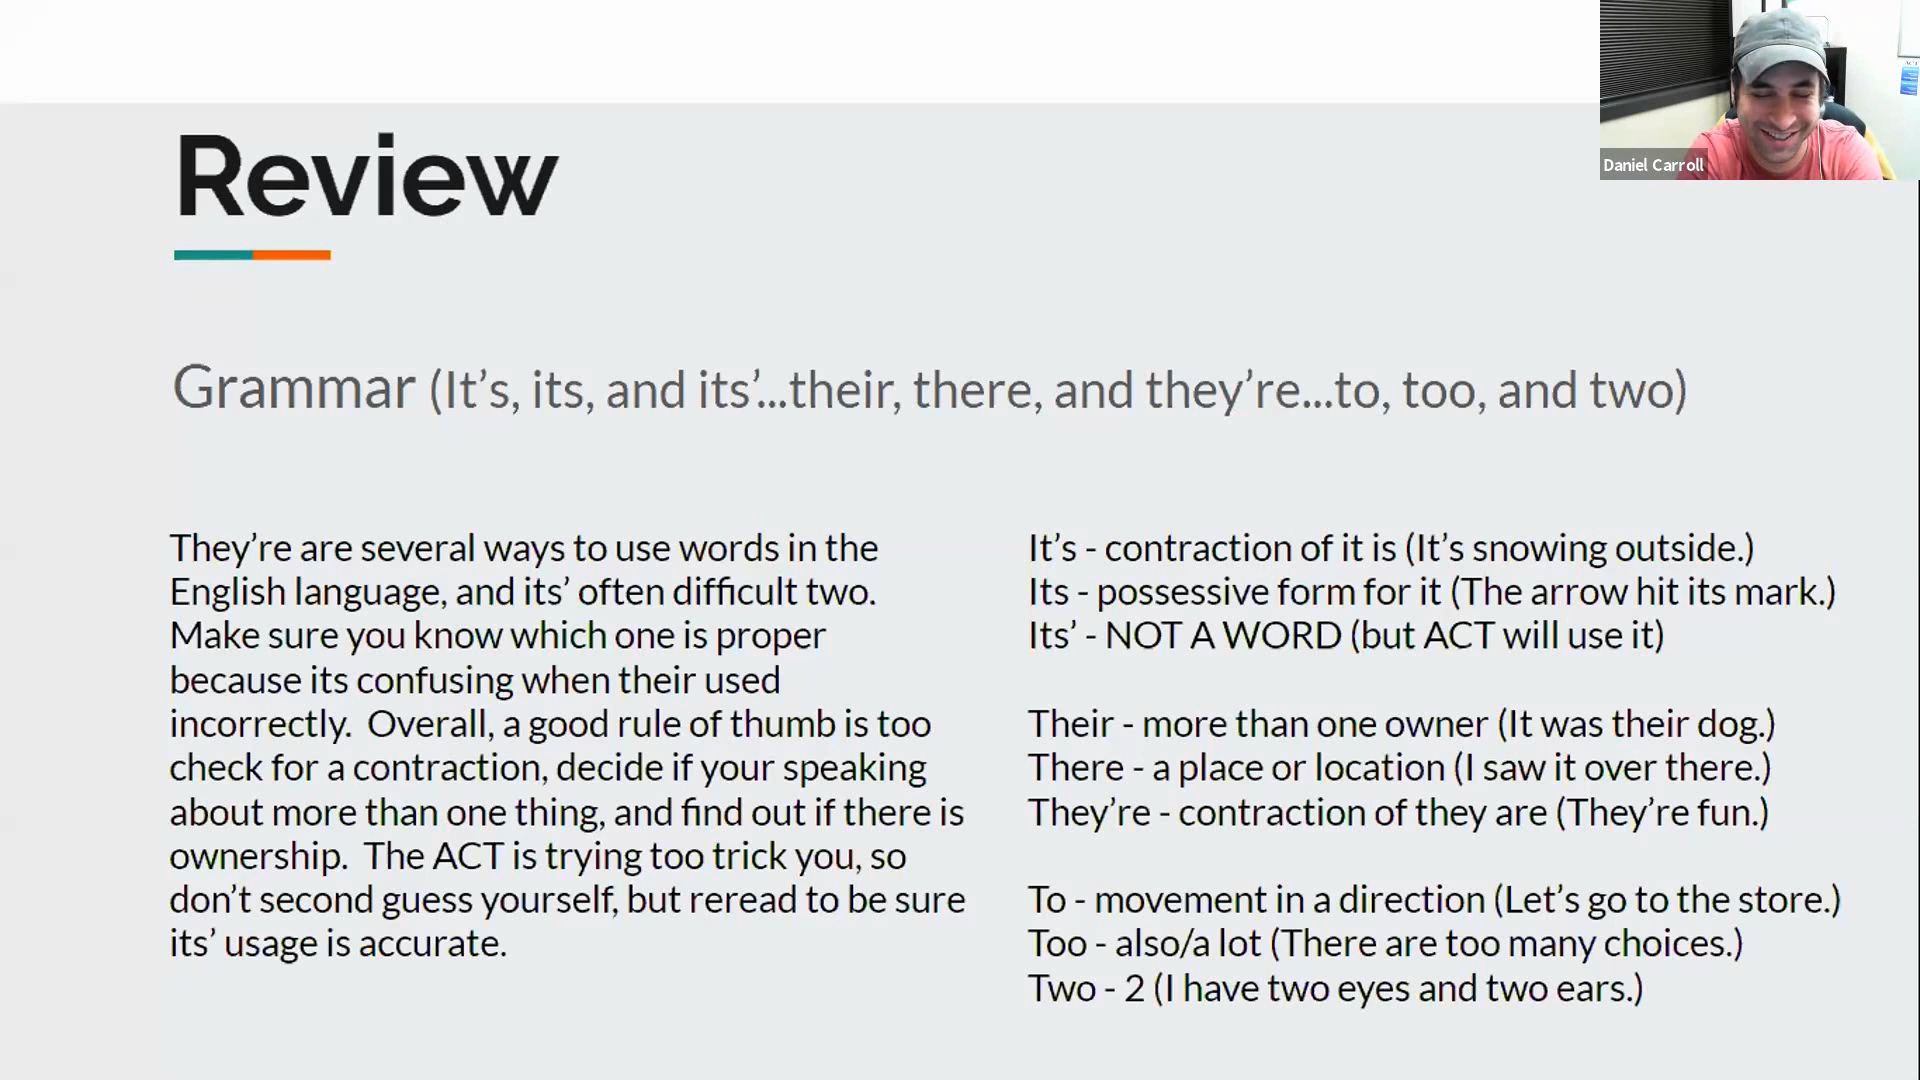 Review
Daniel Carroll
Grammar (It’s, its, and its’...their, there, and they’re...to, too, and two)
They’re are several ways to use words in the
English language, and its’ often difficult two.
Make sure you know which one is proper
because its confusing when their used
incorrectly.  Overall, a good rule of thumb is too
check for a contraction, decide if your speaking
about more than one thing, and find out if there is
ownership.  The ACT is trying too trick you, so
don’t second guess yourself, but reread to be sure
its’ usage is accurate.
It’s - contraction of it is (It’s snowing outside.)
Its - possessive form for it (The arrow hit its mark.)
Its’ - NOT A WORD (but ACT will use it)
Their - more than one owner (It was their dog.)
There - a place or location (I saw it over there.)
They’re - contraction of they are (They’re fun.)
To - movement in a direction (Let’s go to the store.)
Too - also/a lot (There are too many choices.)
Two - 2 (I have two eyes and two ears.)